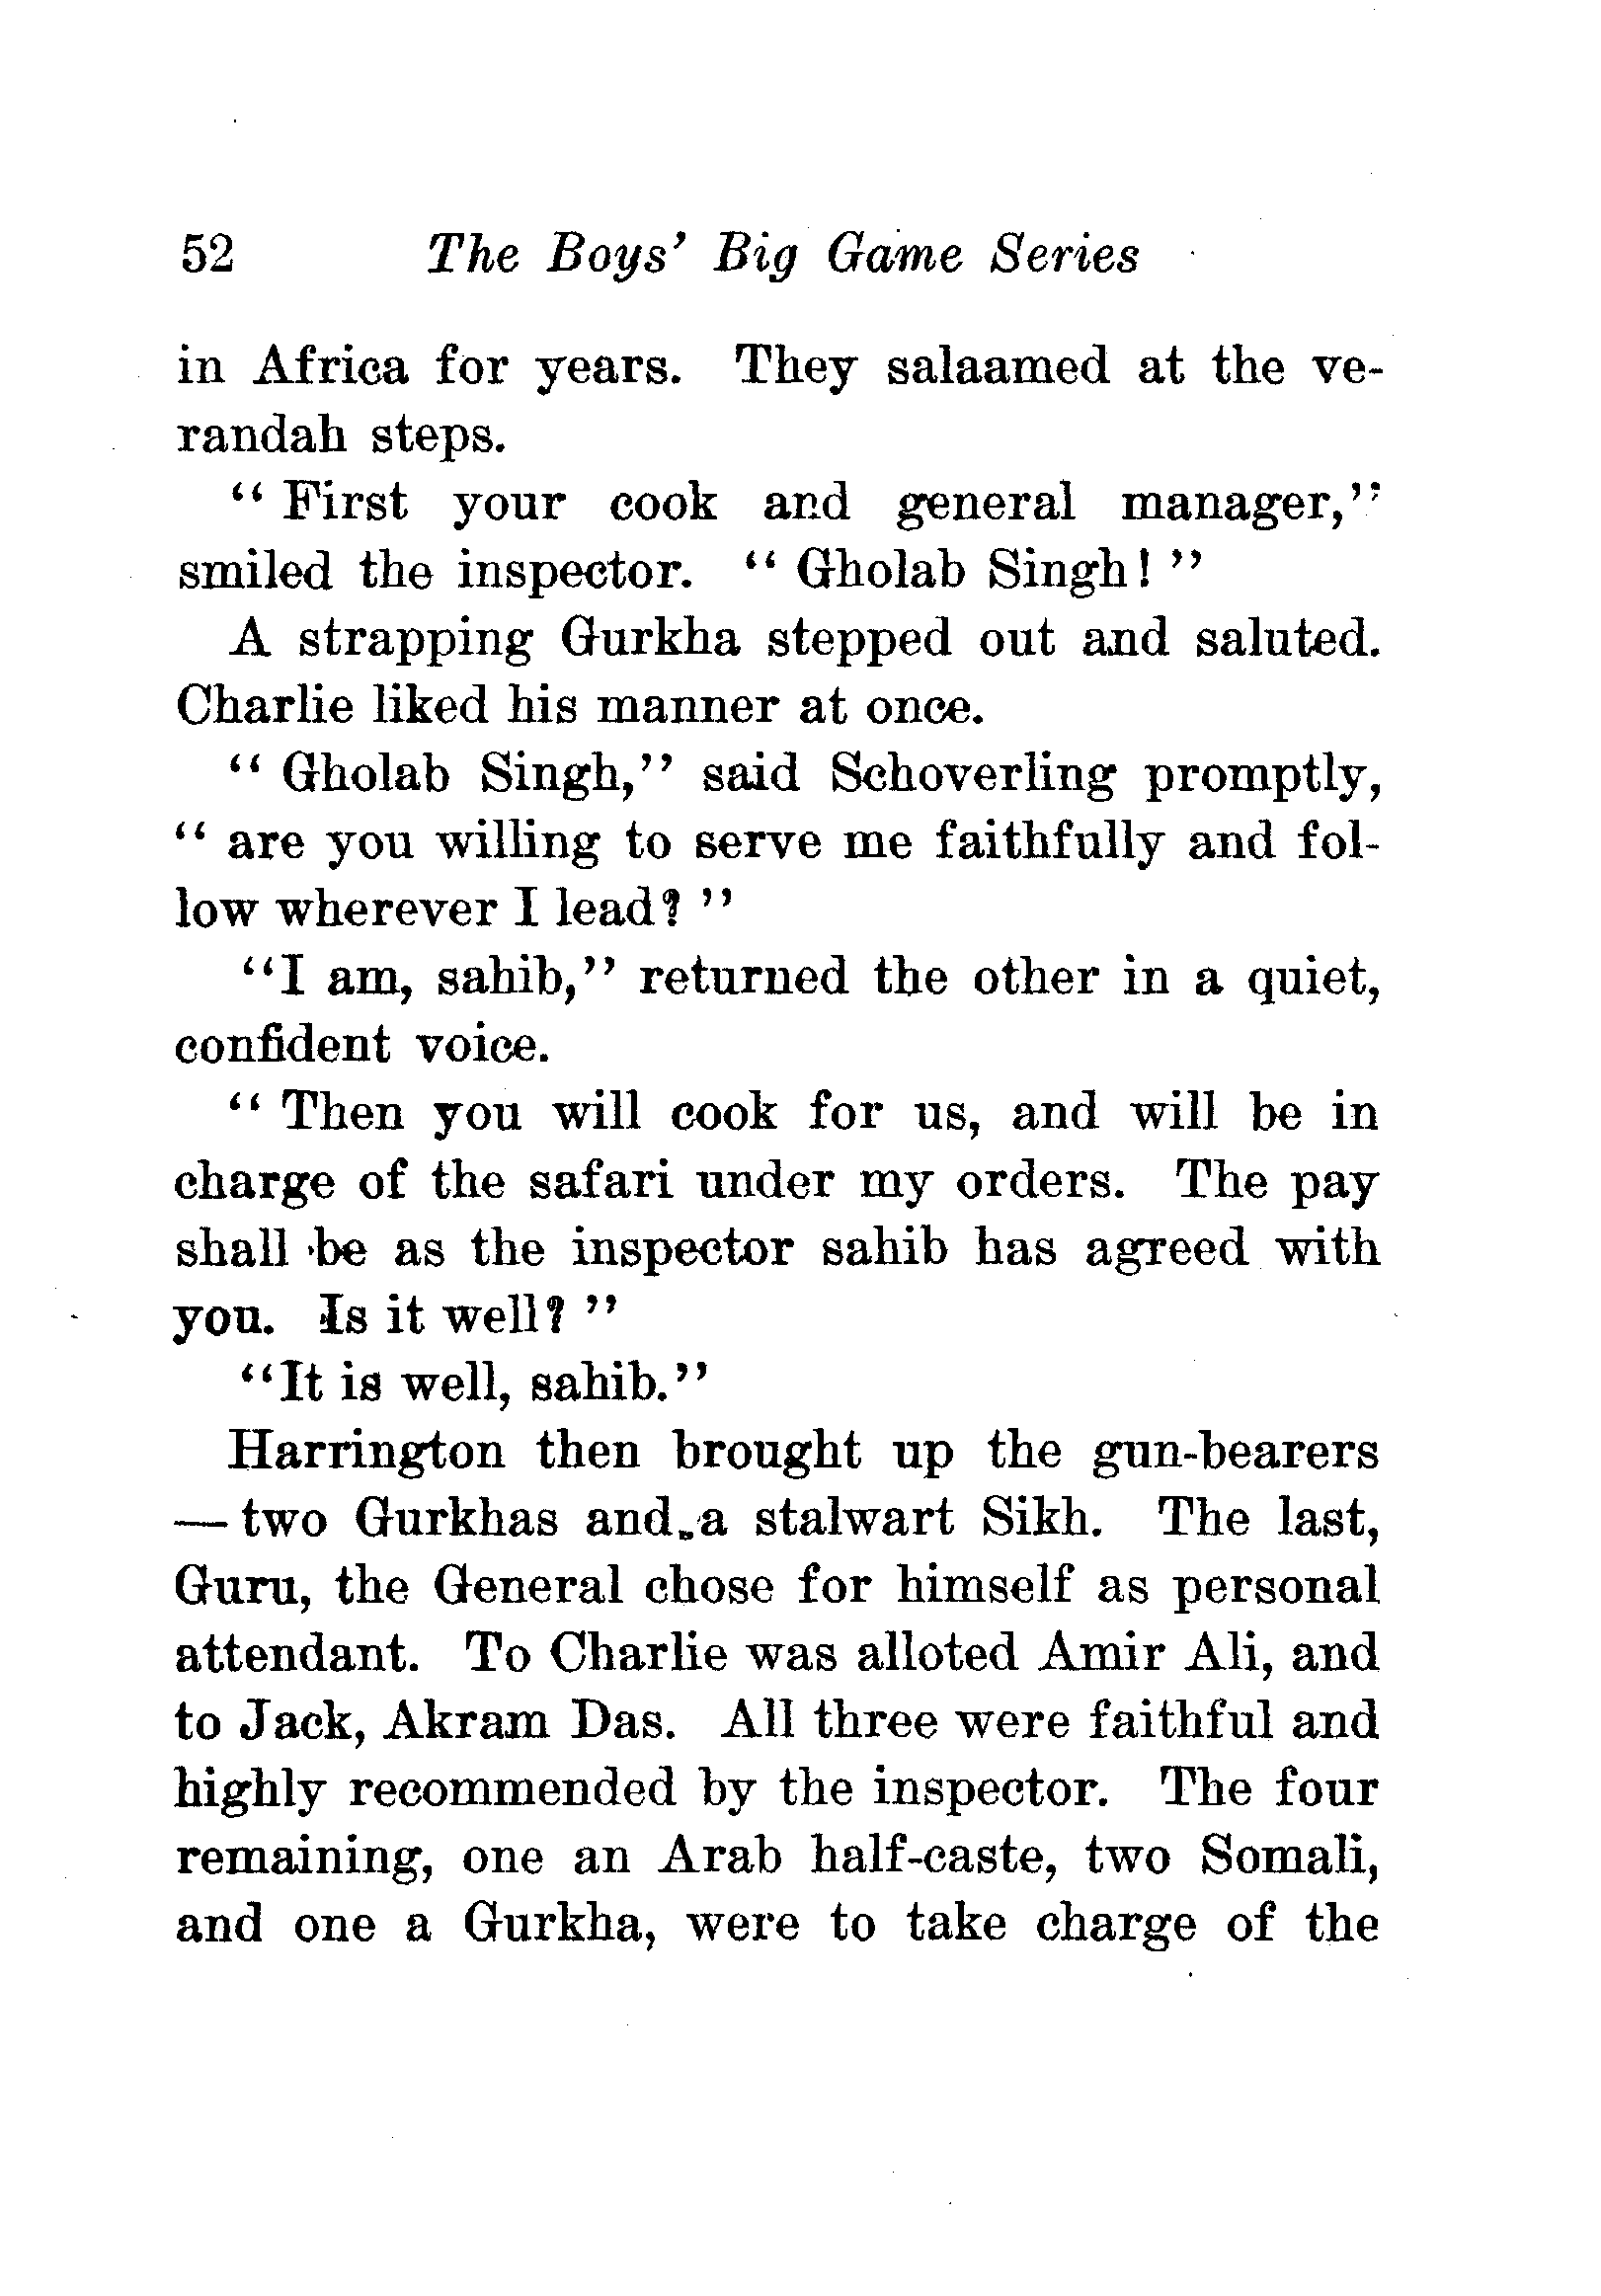 52 The Boys' Big Game Series
in Africa for years. They salaamed at the ve-
randah steps.
"First your cook and general manager,"
smiled the inspector. "Gholab Singh!"
A strapping Gurkha stepped out and saluted.
Charlie liked his manner at once.
"Gholab Singh," said Schoverling promptly,
"are you willing to serve me faithfully and fol-
low wherever I lead?"
"I am, sahib," returned the other in a quiet,
confident voice.
"Then you will cook for us, and will be in
charge of the safari under my orders. The pay
shall be as the inspector sahib has agreed with
you. Is it well?"
"It is well, sahib."
Harrington then brought up the gun-bearers
—two Gurkhas and a stalwart Sikh. The last,
Guru, the General chose for himself as personal
attendant. To Charlie was alloted Amir Ali, and
to Jack, Akram Das. All three were faithful and
highly recommended by the inspector. The four
remaining, one an Arab half-caste, two Somali,
and one a Gurkha, were to take charge of the